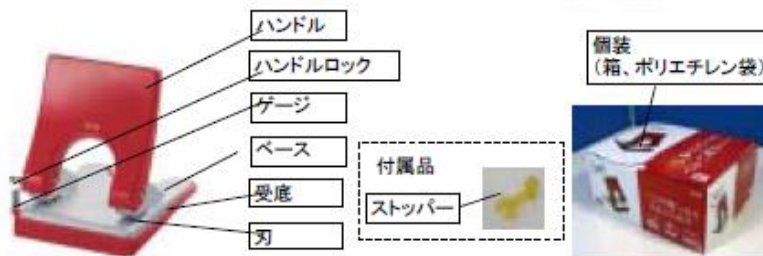 ハンドル
ハンドルロック
ゲージ
ベース
受底
刃
付属品
ストッパー
個装
(箱、ポリエチレン袋)